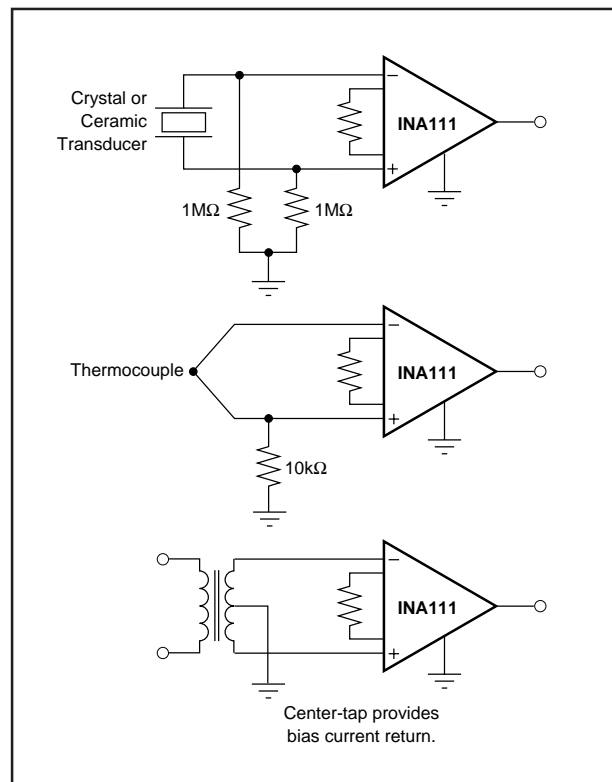 Crystal or
Ceramic
Transducer
−
INA111
+
1MΩ
1MΩ
−
Thermocouple
INA111
+
10kΩ
−
INA111
+
Center-tap provides
bias current return.